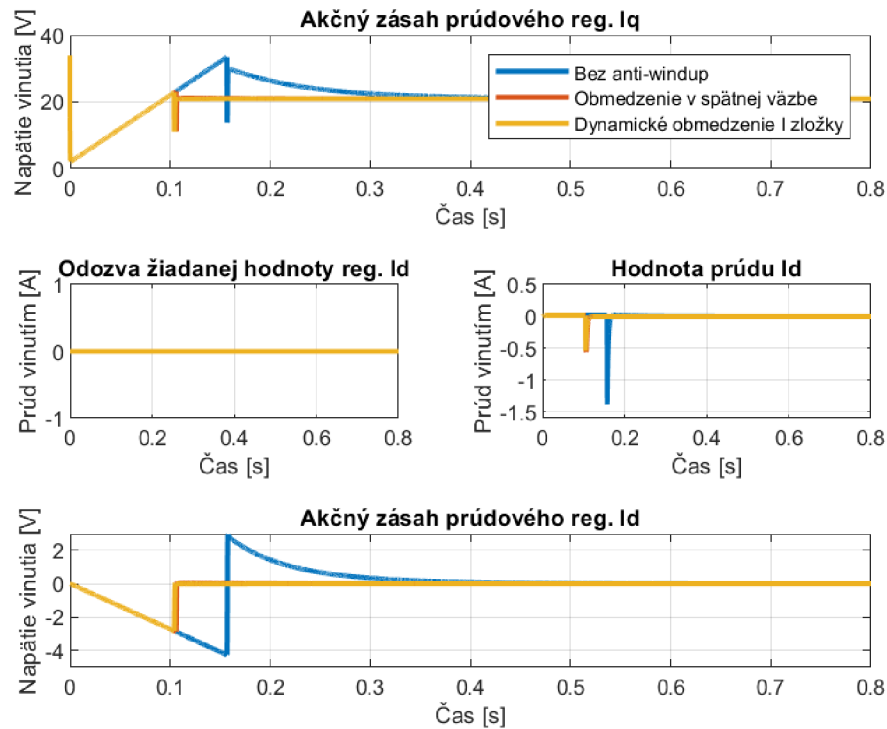 Akčný zásah prúdového reg. Iq
Napätie vinutia [V]
40
20
0
Bez anti-windup
Obmedzenie v spätnej väzbe
Dynamické obmedzenie I zložky
0 0.1 0.2 0.3 0.4 0.5 0.6 0.7 0.8
Čas [s]
Odozva žiadanej hodnoty reg. Id
Prúd vinutím [A]
1
0
-1
0 0.2 0.4 0.6 0.8
Čas [s]
Hodnota prúdu Id
Prúd vinutím [A]
0.5
0
-0.5
-1
-1.5
0 0.2 0.4 0.6 0.8
Čas [s]
Akčný zásah prúdového reg. Id
Napätie vinutia [V]
2
0
-2
-4
0 0.1 0.2 0.3 0.4 0.5 0.6 0.7 0.8
Čas [s]